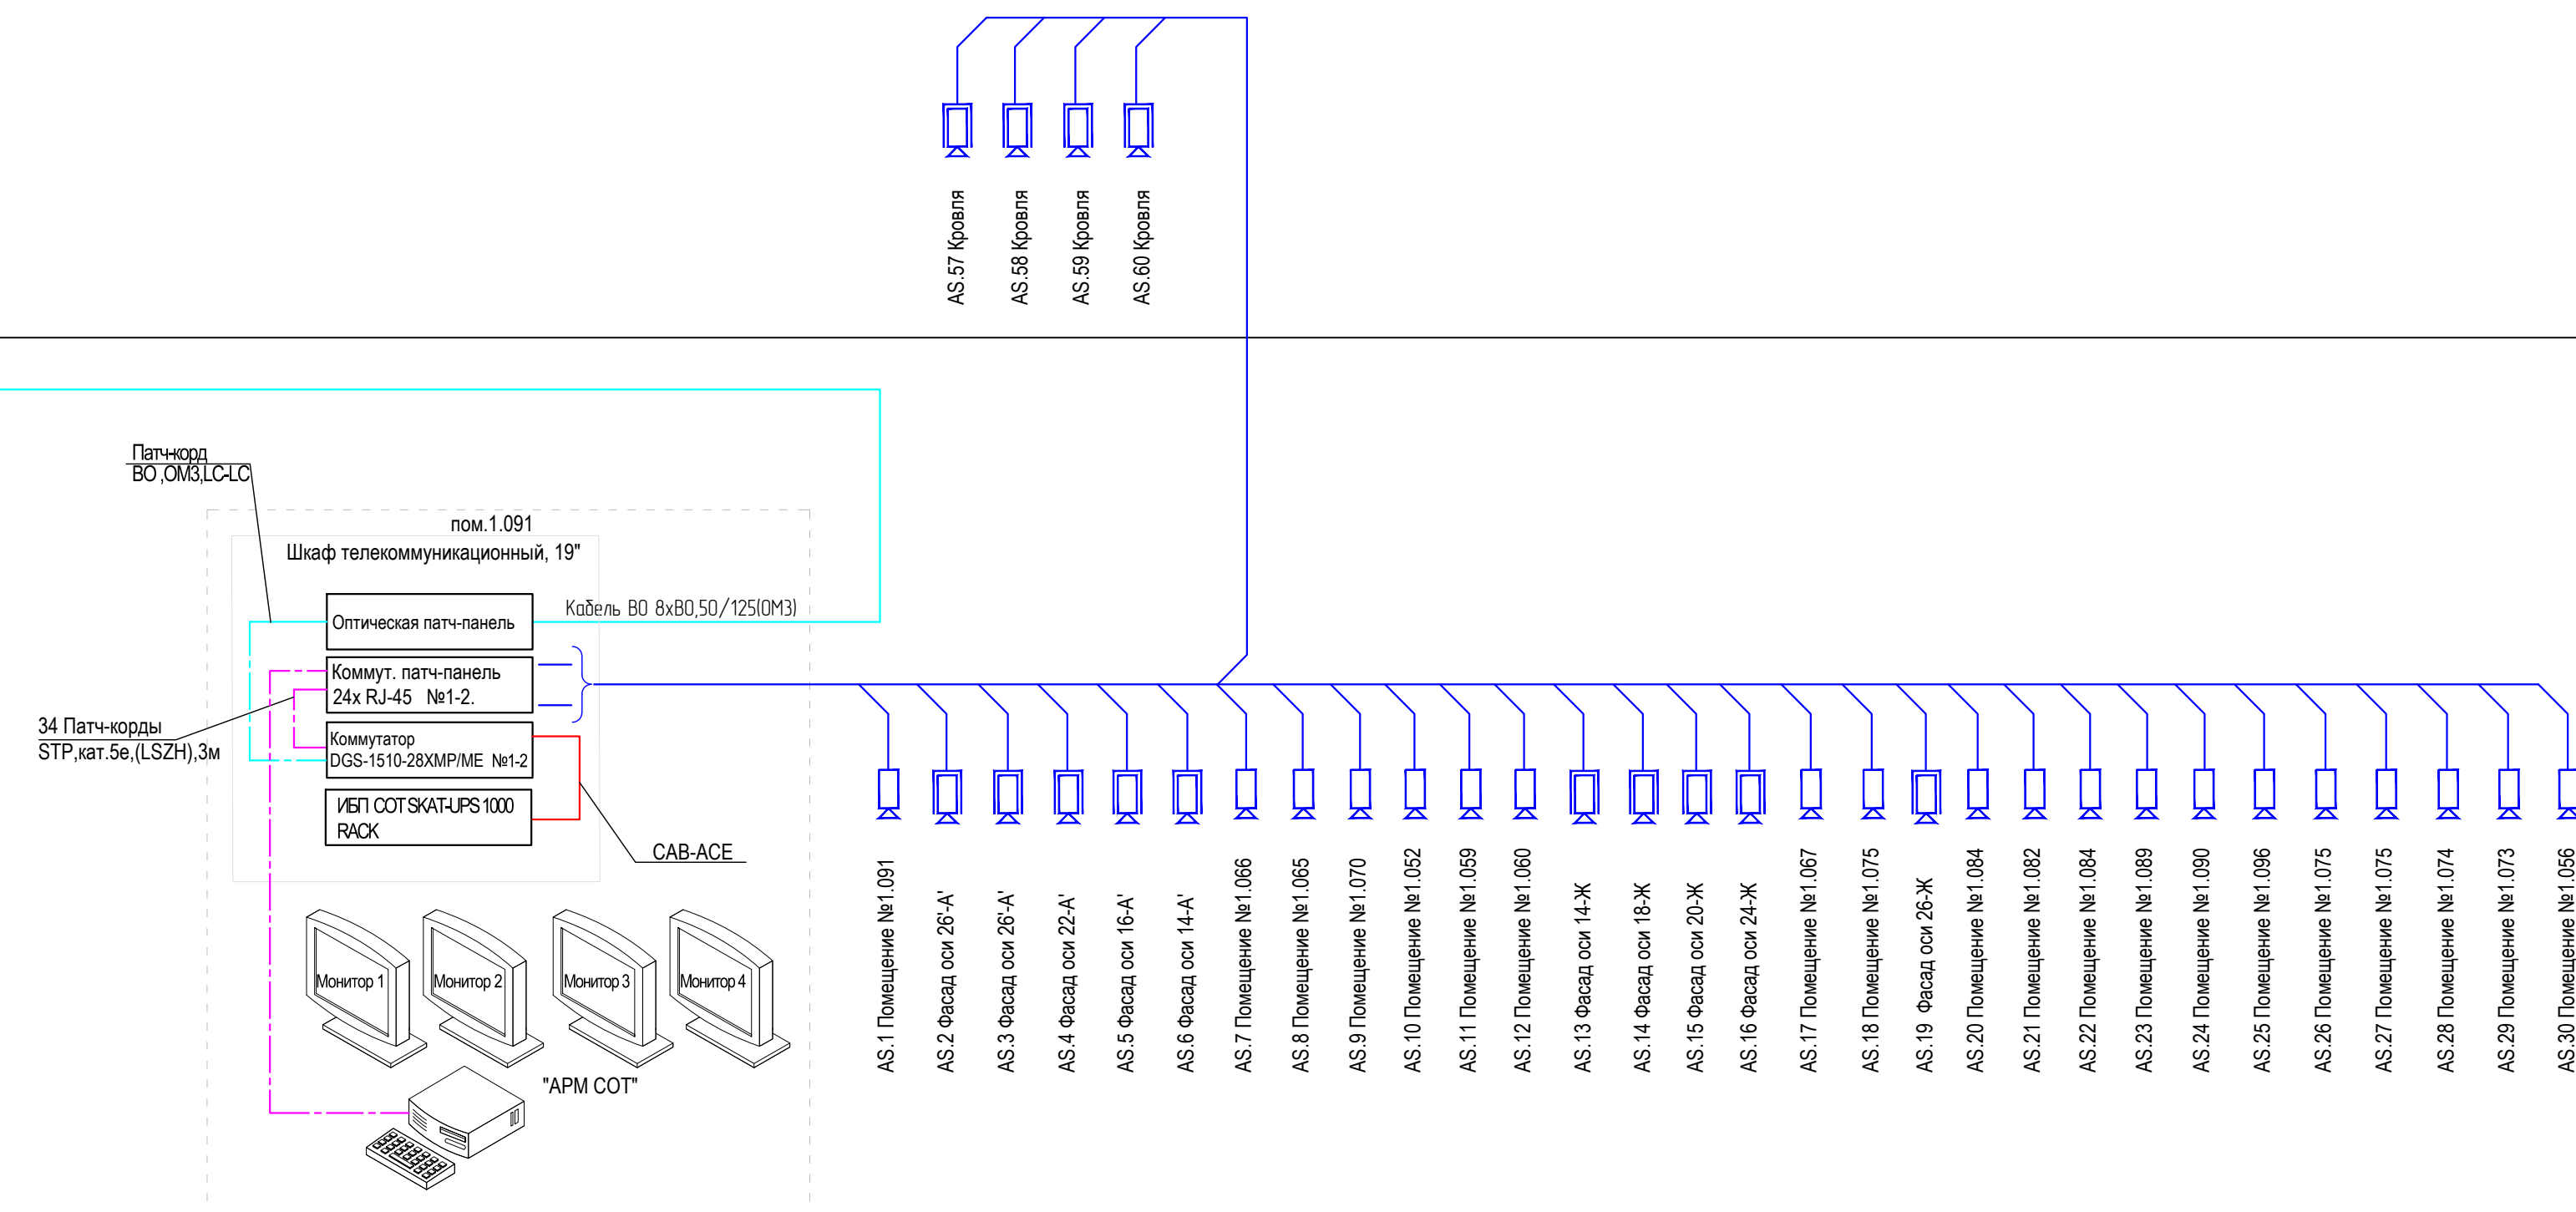 AS.57 Кровля
AS.58 Кровля
AS.59 Кровля
AS.60 Кровля
Патч-корд
ВО ,ОМ3,LC-LC
пом.1.091
Шкаф телекоммуникационный, 19"
Оптическая патч-панель
Кабель ВО 8хВО,50/125(ОМ3)
Коммут. патч-панель
24х RJ-45 №1-2.
34 Патч-корды
STP,кат.5е,(LSZH),3м
Коммутатор
DGS-1510-28XMP/ME №1-2
ИБП СОТ SKAT-UPS 1000
RACK
CAB-ACE
Монитор 1
Монитор 2
Монитор 3
Монитор 4
"АРМ СОТ"
AS.1 Помещение №1.091
AS.2 Фасад оси 26'-А'
AS.3 Фасад оси 26'-А'
AS.4 Фасад оси 22-А'
AS.5 Фасад оси 16-А'
AS.6 Фасад оси 14-А'
AS.7 Помещение №1.066
AS.8 Помещение №1.065
AS.9 Помещение №1.070
AS.10 Помещение №1.052
AS.11 Помещение №1.059
AS.12 Помещение №1.060
AS.13 Фасад оси 14-Ж
AS.14 Фасад оси 18-Ж
AS.15 Фасад оси 20-Ж
AS.16 Фасад оси 24-Ж
AS.17 Помещение №1.067
AS.18 Помещение №1.075
AS.19 Фасад оси 26-Ж
AS.20 Помещение №1.084
AS.21 Помещение №1.082
AS.22 Помещение №1.084
AS.23 Помещение №1.089
AS.24 Помещение №1.090
AS.25 Помещение №1.096
AS.26 Помещение №1.075
AS.27 Помещение №1.075
AS.28 Помещение №1.074
AS.29 Помещение №1.073
AS.30 Помещение №1.056